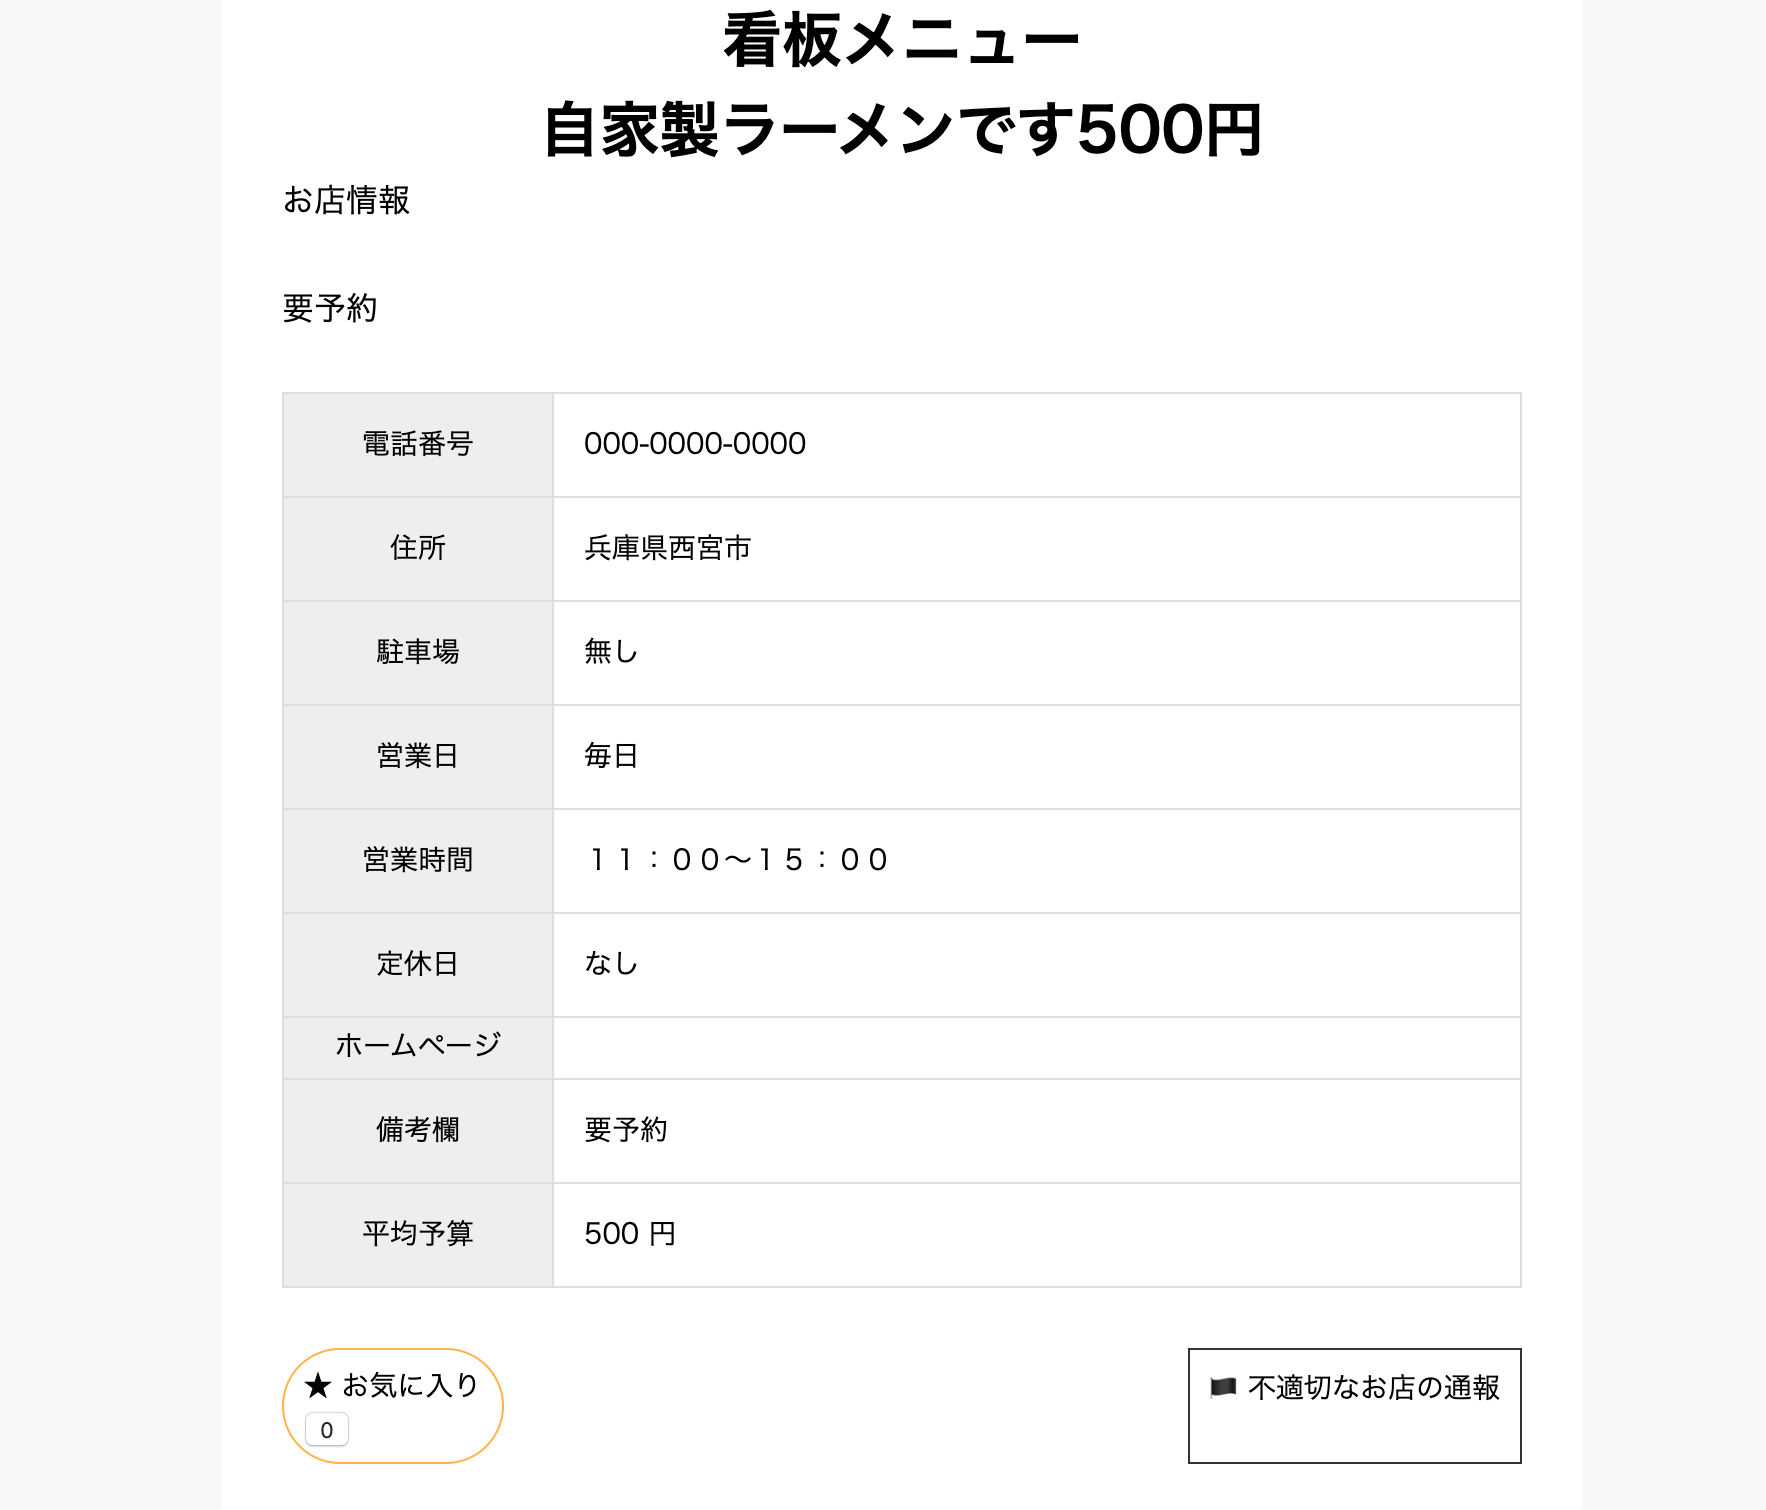 看板メニュー
自家製ラーメンです500円
お店情報
要予約
電話番号 000-0000-0000
住所 兵庫県西宮市
駐車場 無し
営業日 毎日
営業時間 １１：００〜１５：００
定休日 なし
ホームページ
備考欄 要予約
平均予算 500 円
★ お気に入り
0
🏴 不適切なお店の通報